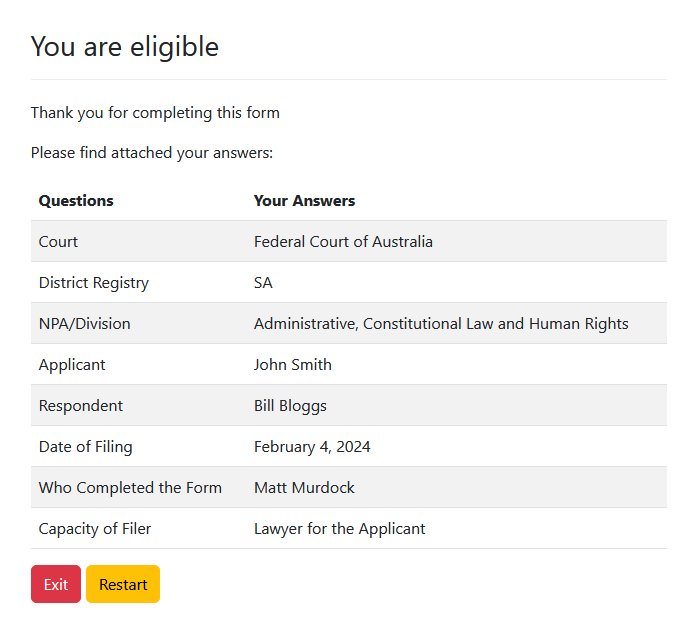 You are eligible
Thank you for completing this form
Please find attached your answers:
Questions Your Answers
Court Federal Court of Australia
District Registry SA
NPA/Division Administrative, Constitutional Law and Human Rights
Applicant John Smith
Respondent Bill Bloggs
Date of Filing February 4, 2024
Who Completed the Form Matt Murdock
Capacity of Filer Lawyer for the Applicant
Exit Restart